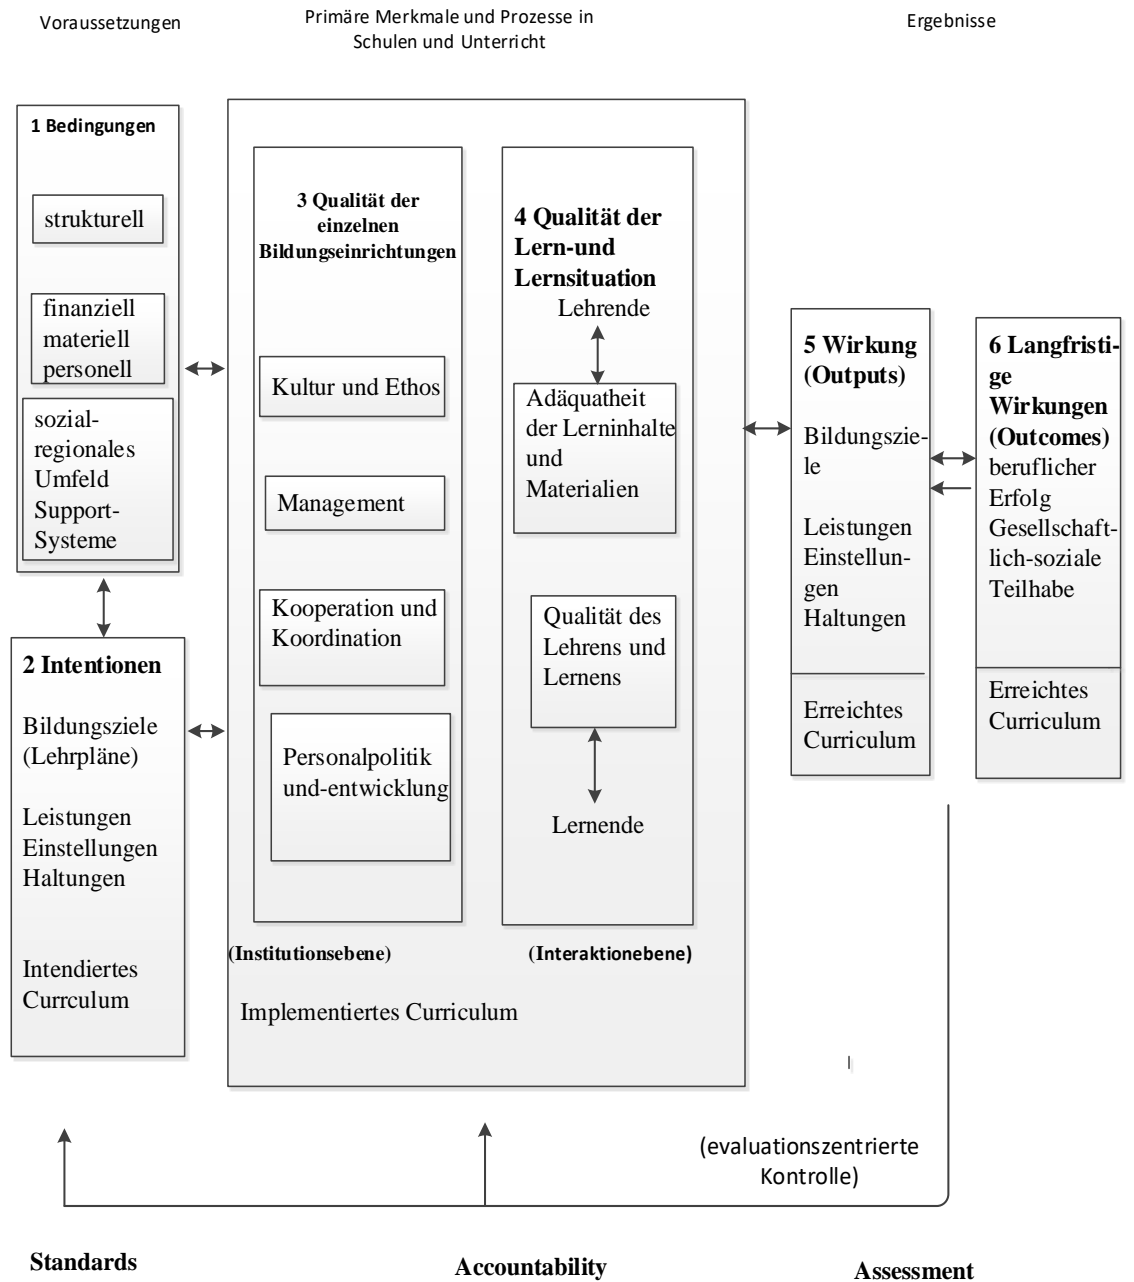 Voraussetzungen
Primäre Merkmale und Prozesse in
Schulen und Unterricht
Ergebnisse
1 Bedingungen
strukturell
finanziell
materiell
personell
sozial-
regionales
Umfeld
Support-
Systeme
2 Intentionen
Bildungsziele
(Lehrpläne)
Leistungen
Einstellungen
Haltungen
Intendiertes
Currculum
3 Qualität der
einzelnen
Bildungseinrichtungen
Kultur und Ethos
Management
Kooperation und
Koordination
Personalpolitik
und-entwicklung
(Institutionsebene)
4 Qualität der
Lern-und
Lernsituation
Lehrende
Adäquatheit
der Lerninhalte
und
Materialien
Qualität des
Lehrens und
Lernens
Lernende
(Interaktionebene)
Implementiertes Curriculum
5 Wirkung
(Outputs)
Bildungszie-
le
Leistungen
Einstellun-
gen
Haltungen
Erreichtes
Curriculum
6 Langfristi-
ge
Wirkungen
(Outcomes)
beruflicher
Erfolg
Gesellschaft-
lich-soziale
Teilhabe
Erreichtes
Curriculum
(evaluationszentrierte
Kontrolle)
Standards
Accountability
Assessment